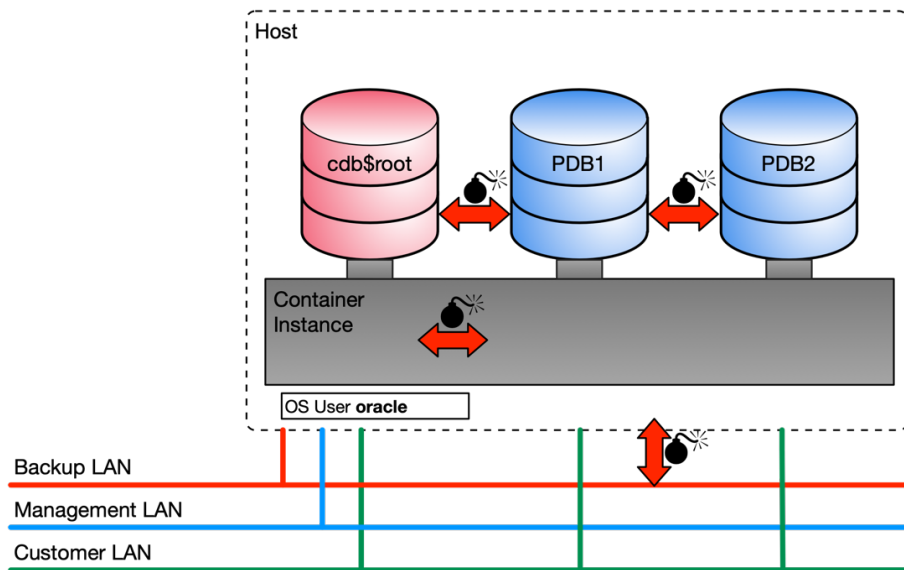 Host
cdb$root
PDB1
PDB2
Container
Instance
OS User oracle
Backup LAN
Management LAN
Customer LAN